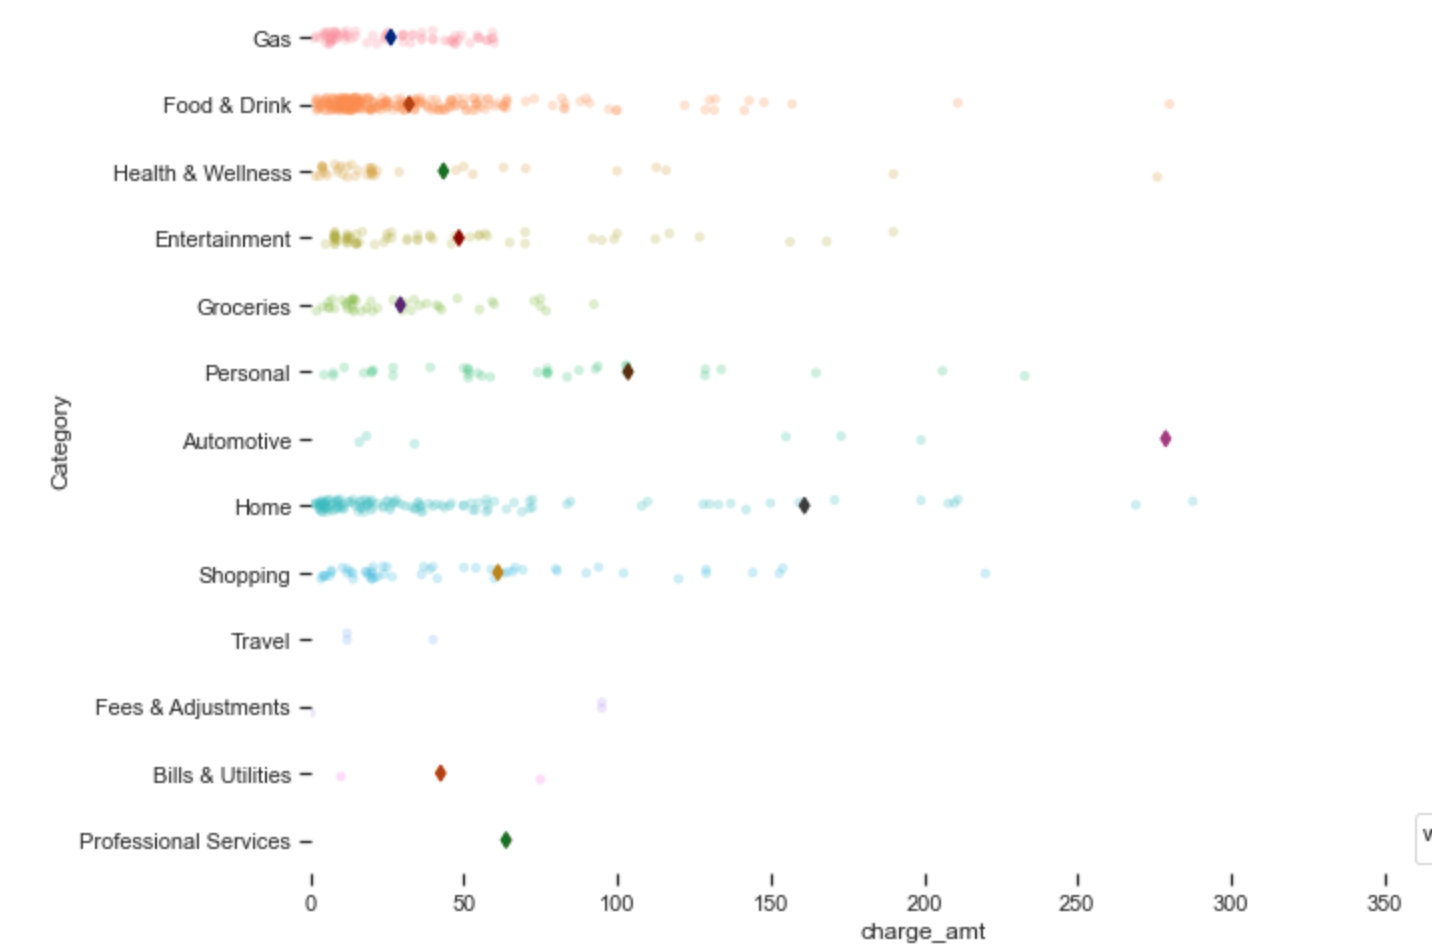 Gas
Food & Drink
Health & Wellness
Entertainment
Groceries
Personal
Automotive
Home
Shopping
Travel
Fees & Adjustments
Bills & Utilities
Professional Services
Category
0 50 100 150 200 250 300 350
charge_amt